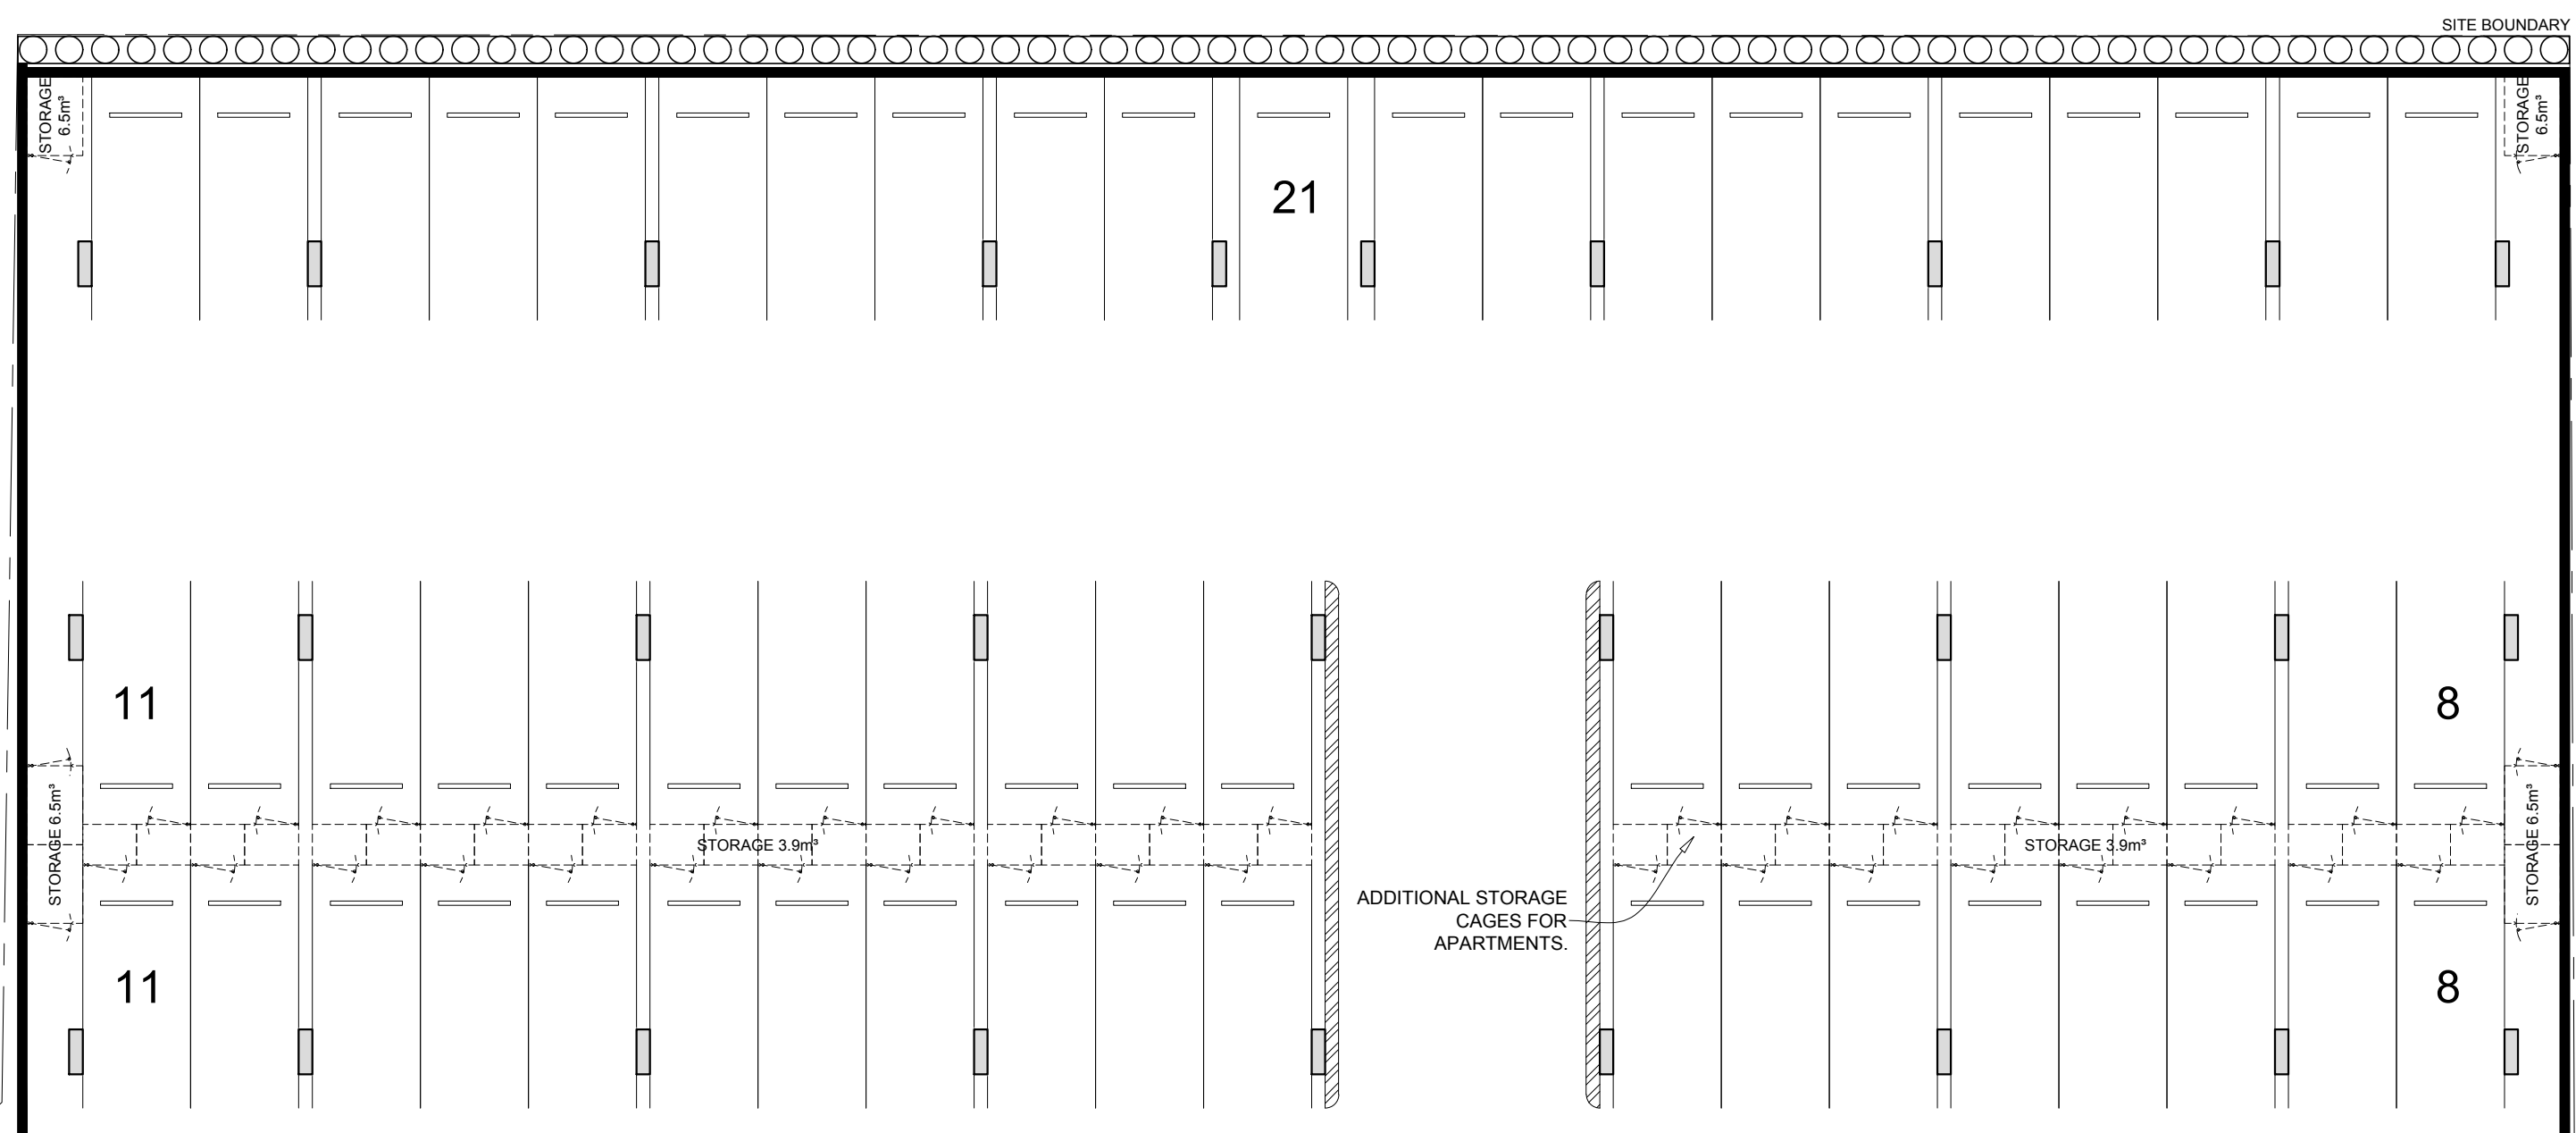 SITE BOUNDARY
STORAGE
6.5m³
STORAGE
6.5m³
21
11
8
STORAGE 6.5m³
STORAGE 3.9m³
STORAGE 3.9m³
STORAGE 6.5m³
ADDITIONAL STORAGE
CAGES FOR
APARTMENTS.
11
8